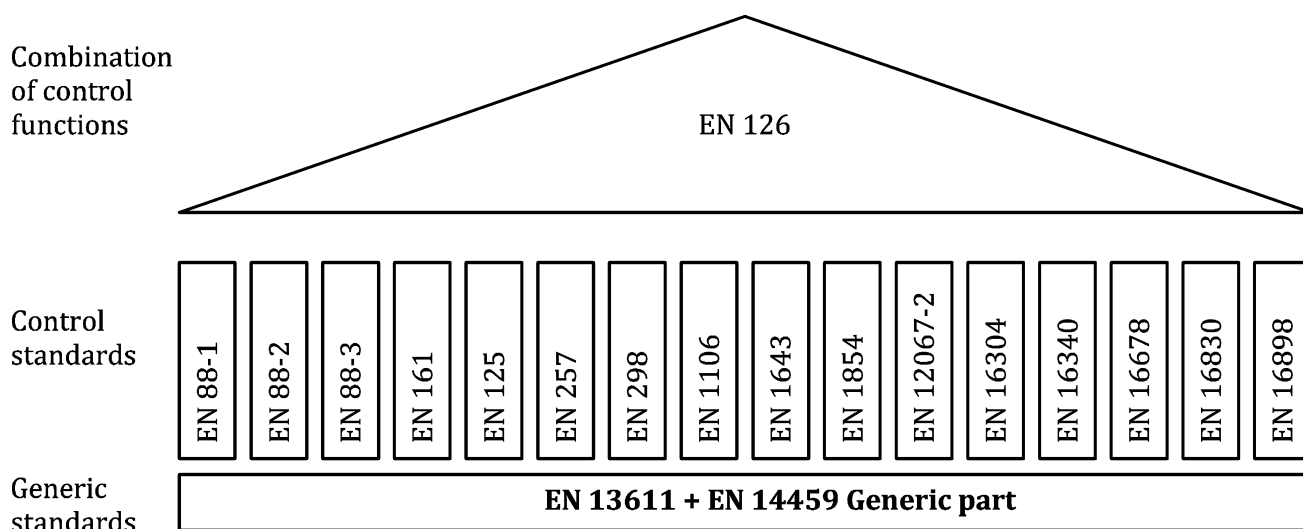 Combination
of control
functions
EN 126
Control
standards
EN 88-1
EN 88-2
EN 88-3
EN 161
EN 125
EN 257
EN 298
EN 1106
EN 1643
EN 1854
EN 12067-2
EN 16304
EN 16340
EN 16678
EN 16830
EN 16898
Generic
standards
EN 13611 + EN 14459 Generic part